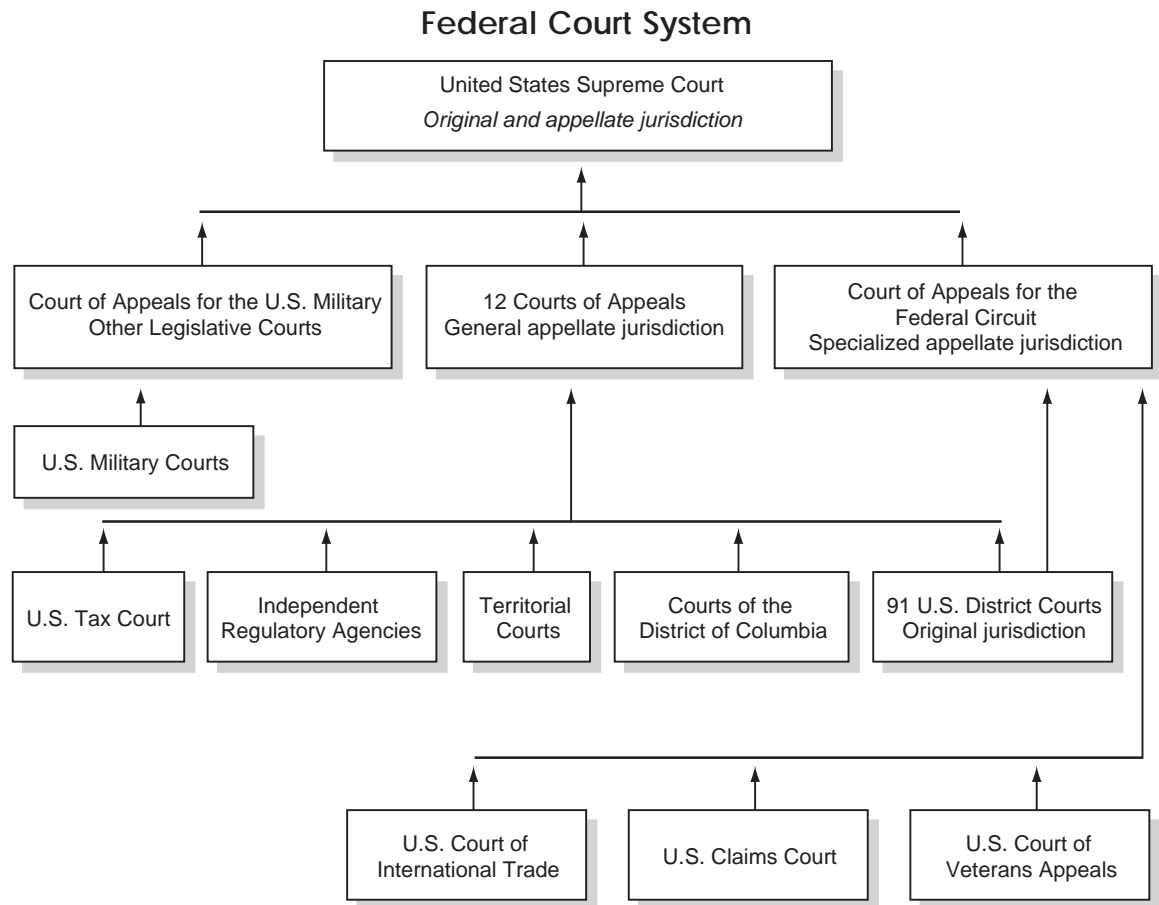 Federal Court System
United States Supreme Court
Original and appellate jurisdiction
Court of Appeals for the U.S. Military
Other Legislative Courts
12 Courts of Appeals
General appellate jurisdiction
Court of Appeals for the
Federal Circuit
Specialized appellate jurisdiction
U.S. Military Courts
U.S. Tax Court
Independent
Regulatory Agencies
Territorial
Courts
Courts of the
District of Columbia
91 U.S. District Courts
Original jurisdiction
U.S. Court of
International Trade
U.S. Claims Court
U.S. Court of
Veterans Appeals